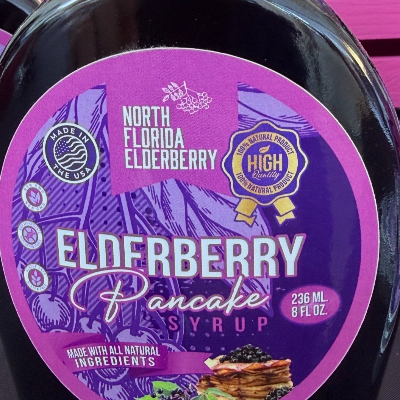 NORTH
FLORIDA
ELDERBERRY
MADE IN
THE USA
100% NATURAL PRODUCT
HIGH
Quality
100% NATURAL PRODUCT
ELDERBERRY
Pancake
SYRUP
236 ML.
8 FL OZ.
MADE WITH ALL NATURAL
INGREDIENTS